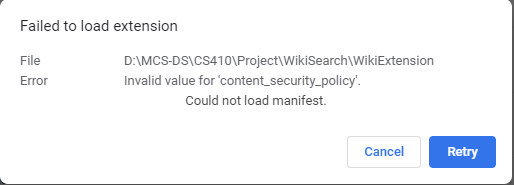 Failed to load extension
File D:\MCS-DS\CS410\Project\WikiSearch\WikiExtension
Error Invalid value for 'content_security_policy'.
Could not load manifest.
Cancel Retry